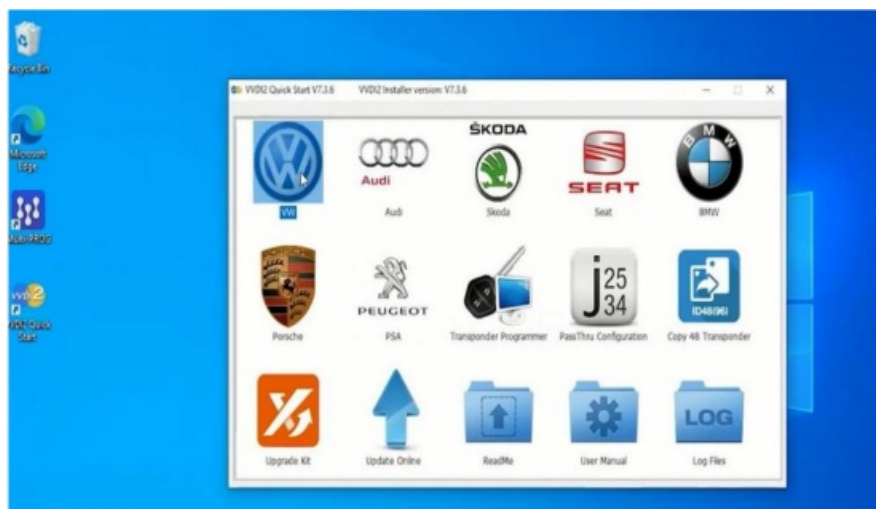 Recycle Bin
Microsoft
Edge
Multi-PROG
VVDI2 Quick
Start
VVDI2 Quick Start V7.3.6 VVDI2 Installer version: V7.3.6
VW
Audi
Audi
ŠKODA
Skoda
SEAT
Seat
BMW
BMW
PORSCHE
Porsche
PEUGEOT
PSA
Transponder Programmer
j 25
34
PassThru Configuration
ID48(96)
Copy 48 Transponder
Upgrade Kit
Update Online
ReadMe
User Manual
LOG
Log Files